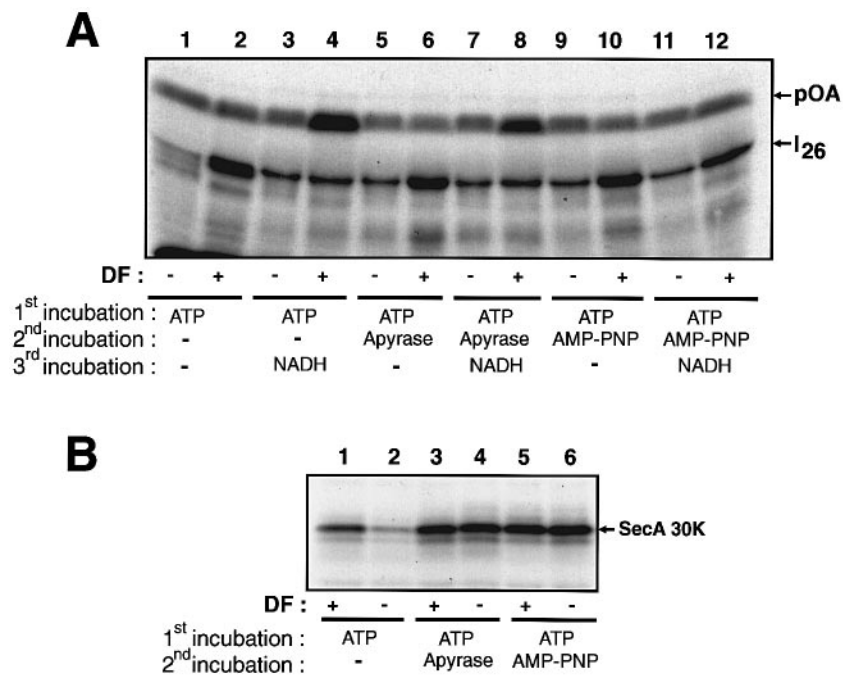 A
1 2 3 4 5 6 7 8 9 10 11 12
←pOA
←I26
DF : - + - + - + - + - + - +
1st incubation : ATP ATP ATP ATP ATP ATP
2nd incubation : - - Apyrase Apyrase AMP-PNP AMP-PNP
3rd incubation : - NADH - NADH - NADH
B
1 2 3 4 5 6
←SecA 30K
DF : + - + - + -
1st incubation : ATP ATP ATP
2nd incubation : - Apyrase AMP-PNP